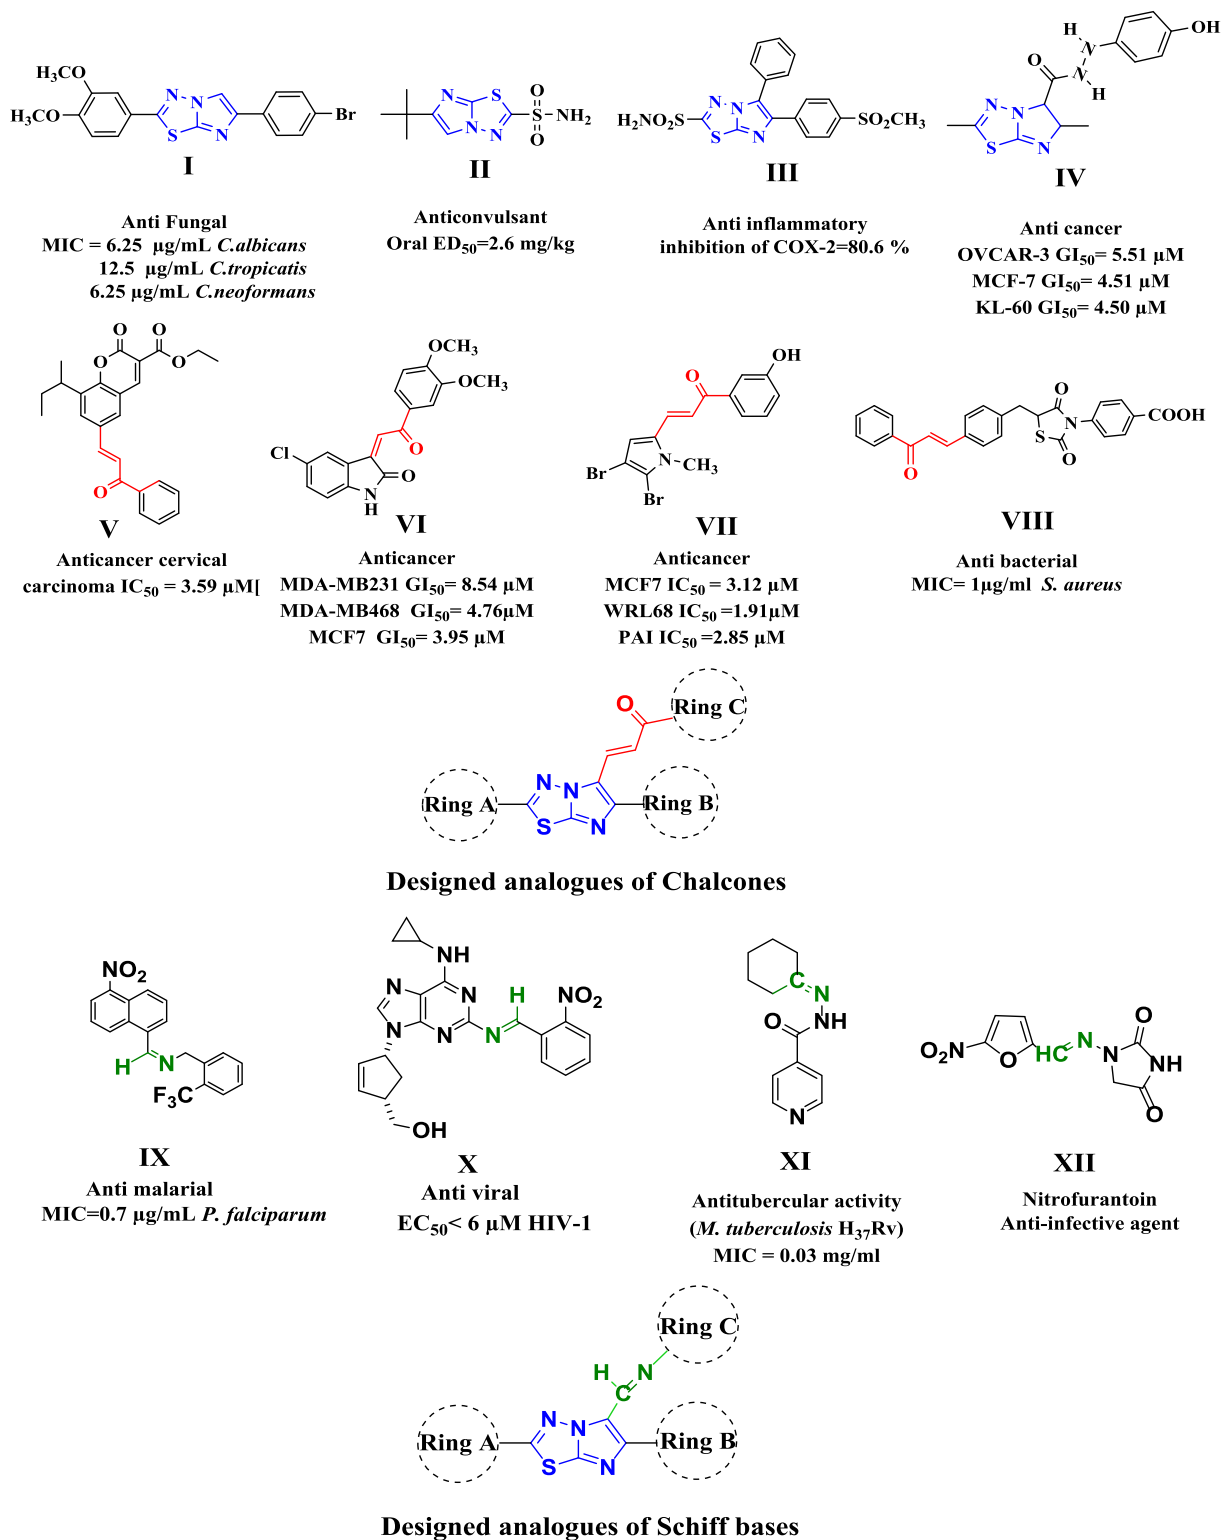 H₃CO
OCH₃
N
N
S
N
Br
I
Anti Fungal
MIC = 6.25 µg/mL C.albicans
12.5 µg/mL C.tropicatis
6.25 µg/mL C.neoformans
N
S
N
N
O
S
O
NH₂
II
Anticonvulsant
Oral ED₅₀=2.6 mg/kg
H₂NO₂S
N
N
S
N
SO₂CH₃
III
Anti inflammatory
inhibition of COX-2=80.6 %
H
N
OH
O
N
H
N
N
S
N
IV
Anti cancer
OVCAR-3 GI₅₀= 5.51 µM
MCF-7 GI₅₀= 4.51 µM
KL-60 GI₅₀= 4.50 µM
O
O
O
O
O
V
Anticancer cervical
carcinoma IC₅₀ = 3.59 µM[
OCH₃
OCH₃
O
Cl
O
N
H
VI
Anticancer
MDA-MB231 GI₅₀= 8.54 µM
MDA-MB468 GI₅₀= 4.76µM
MCF7 GI₅₀= 3.95 µM
OH
O
N
CH₃
Br
Br
VII
Anticancer
MCF7 IC₅₀ = 3.12 µM
WRL68 IC₅₀ =1.91µM
PAI IC₅₀ =2.85 µM
O
O
S
N
O
COOH
VIII
Anti bacterial
MIC= 1µg/ml S. aureus
O
Ring C
Ring A
N
N
S
N
Ring B
Designed analogues of Chalcones
NO₂
H
N
F₃C
IX
Anti malarial
MIC=0.7 µg/mL P. falciparum
NH
N
N
N
N
N
H
NO₂
OH
X
Anti viral
EC₅₀< 6 µM HIV-1
C
N
NH
O
N
XI
Antitubercular activity
(M. tuberculosis H₃₇Rv)
MIC = 0.03 mg/ml
O₂N
O
HC
N
N
O
NH
O
XII
Nitrofurantoin
Anti-infective agent
Ring C
H
N
C
Ring A
N
N
S
N
Ring B
Designed analogues of Schiff bases